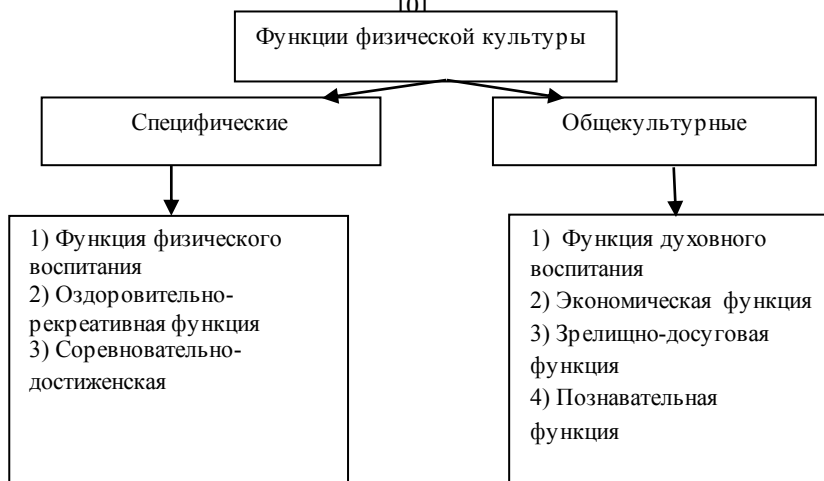 [8]
Функции физической культуры
Специфические
Общекультурные
1) Функция физического
воспитания
2) Оздоровительно-
рекреативная функция
3) Соревновательно-
достиженская
1) Функция духовного
воспитания
2) Экономическая функция
3) Зрелищно-досуговая
функция
4) Познавательная
функция